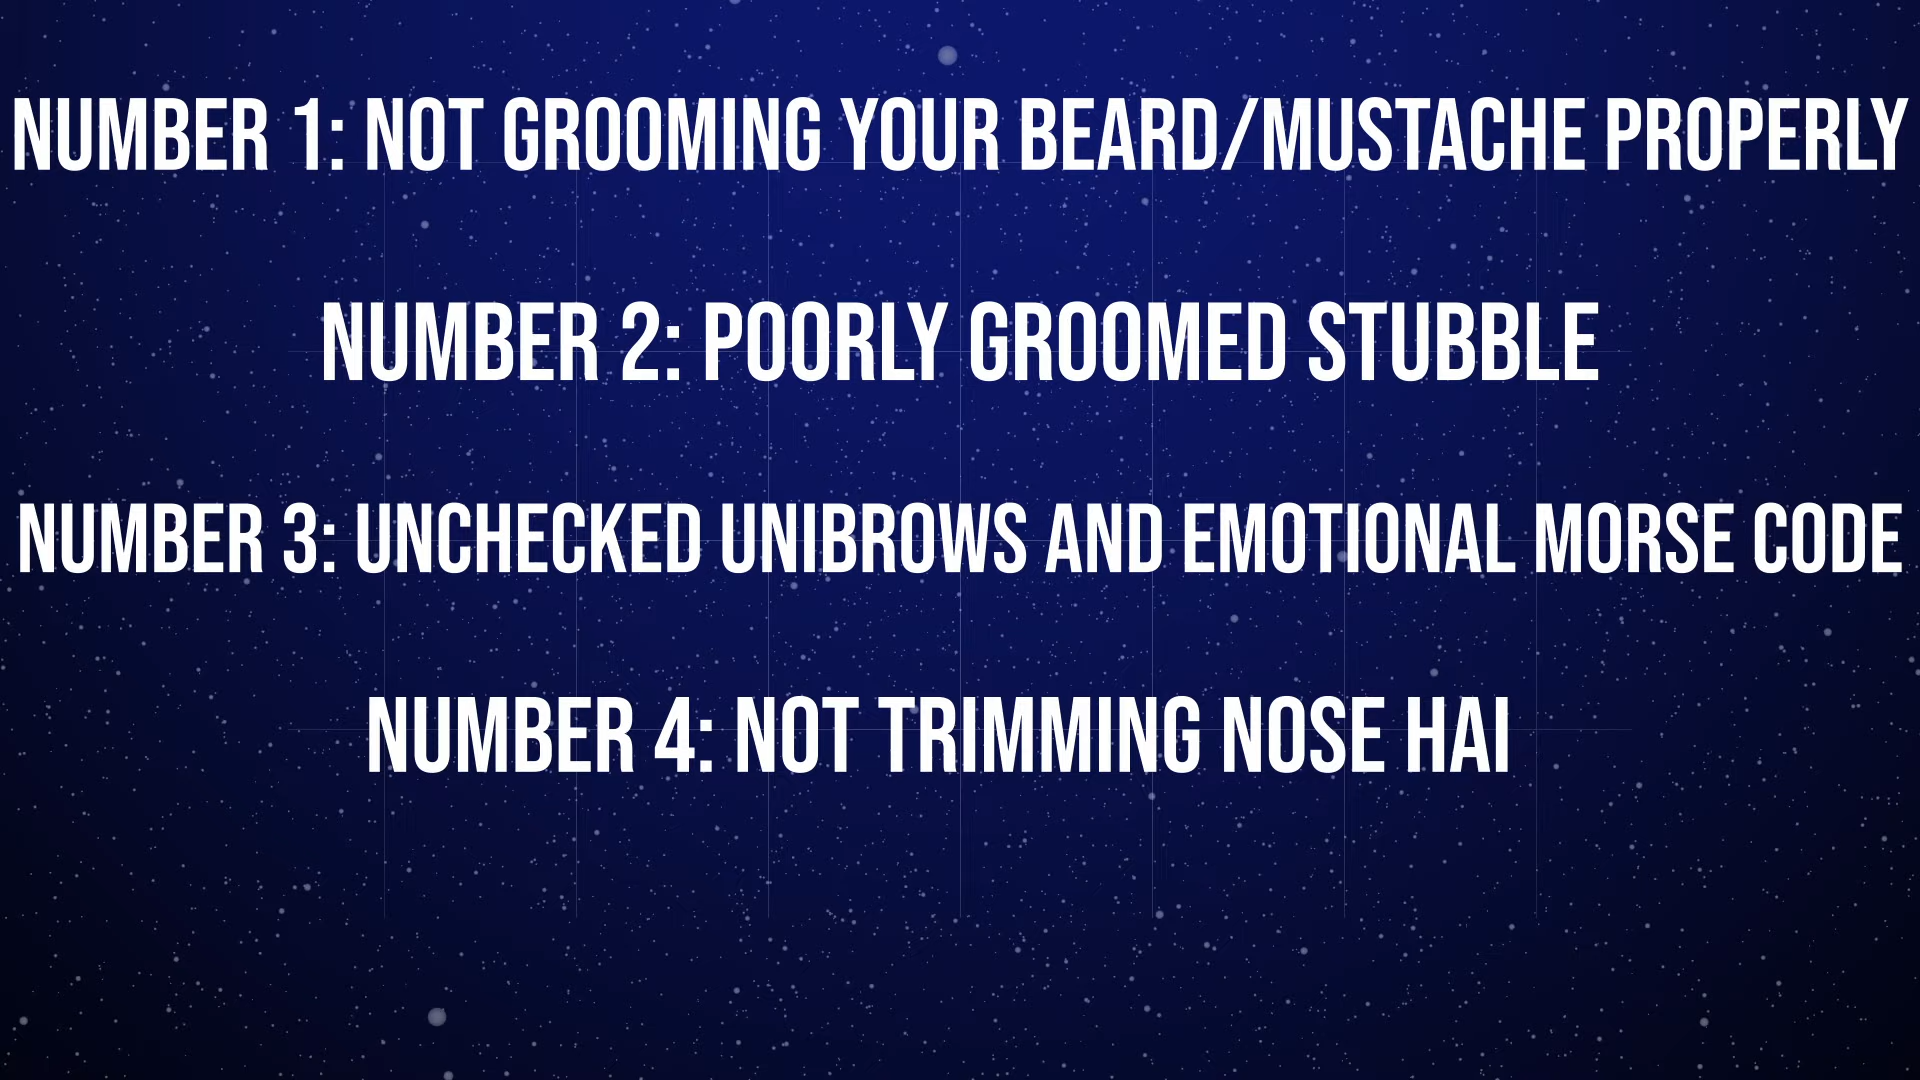 NUMBER 1: NOT GROOMING YOUR BEARD/MUSTACHE PROPERLY
NUMBER 2: POORLY GROOMED STUBBLE
NUMBER 3: UNCHECKED UNIBROWS AND EMOTIONAL MORSE CODE
NUMBER 4: NOT TRIMMING NOSE HAI